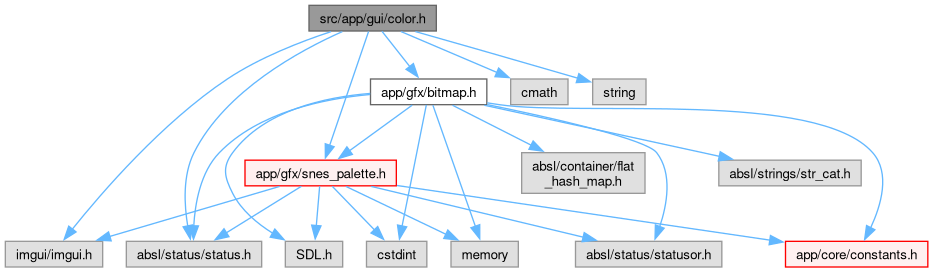 src/app/gui/color.h
app/gfx/bitmap.h
cmath
string
app/gfx/snes_palette.h
absl/container/flat
_hash_map.h
absl/strings/str_cat.h
imgui/imgui.h
absl/status/status.h
SDL.h
cstdint
memory
absl/status/statusor.h
app/core/constants.h